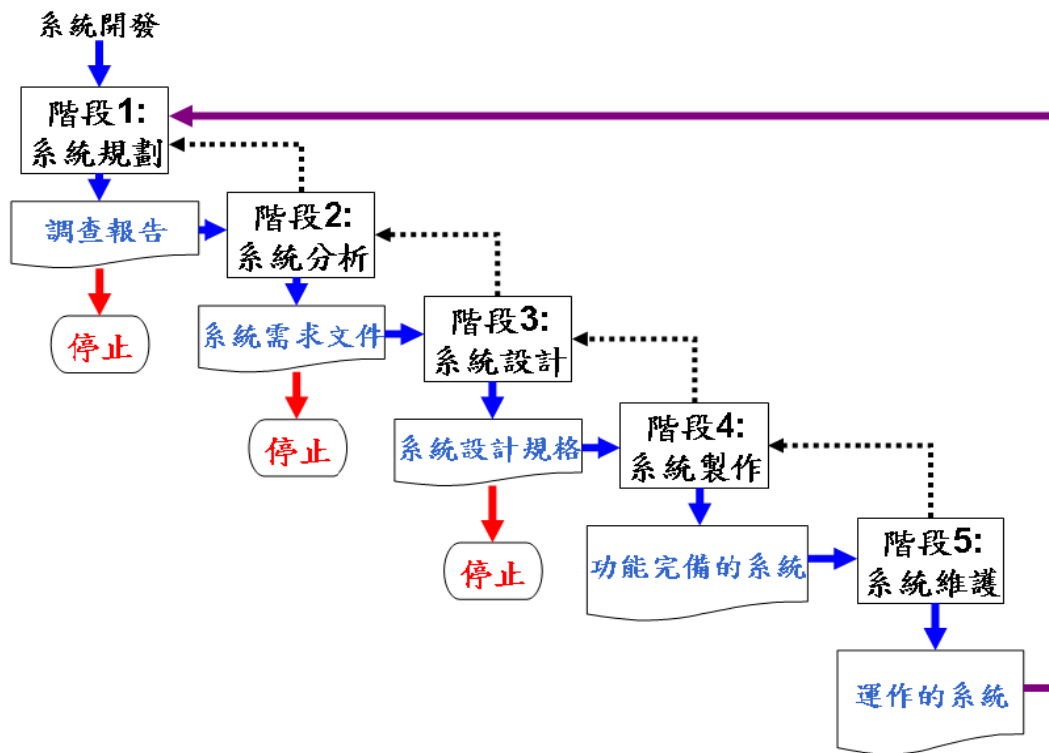 系統開發
階段1:
系統規劃
調查報告
停止
階段2:
系統分析
系統需求文件
停止
階段3:
系統設計
系統設計規格
停止
階段4:
系統製作
功能完備的系統
階段5:
系統維護
運作的系統